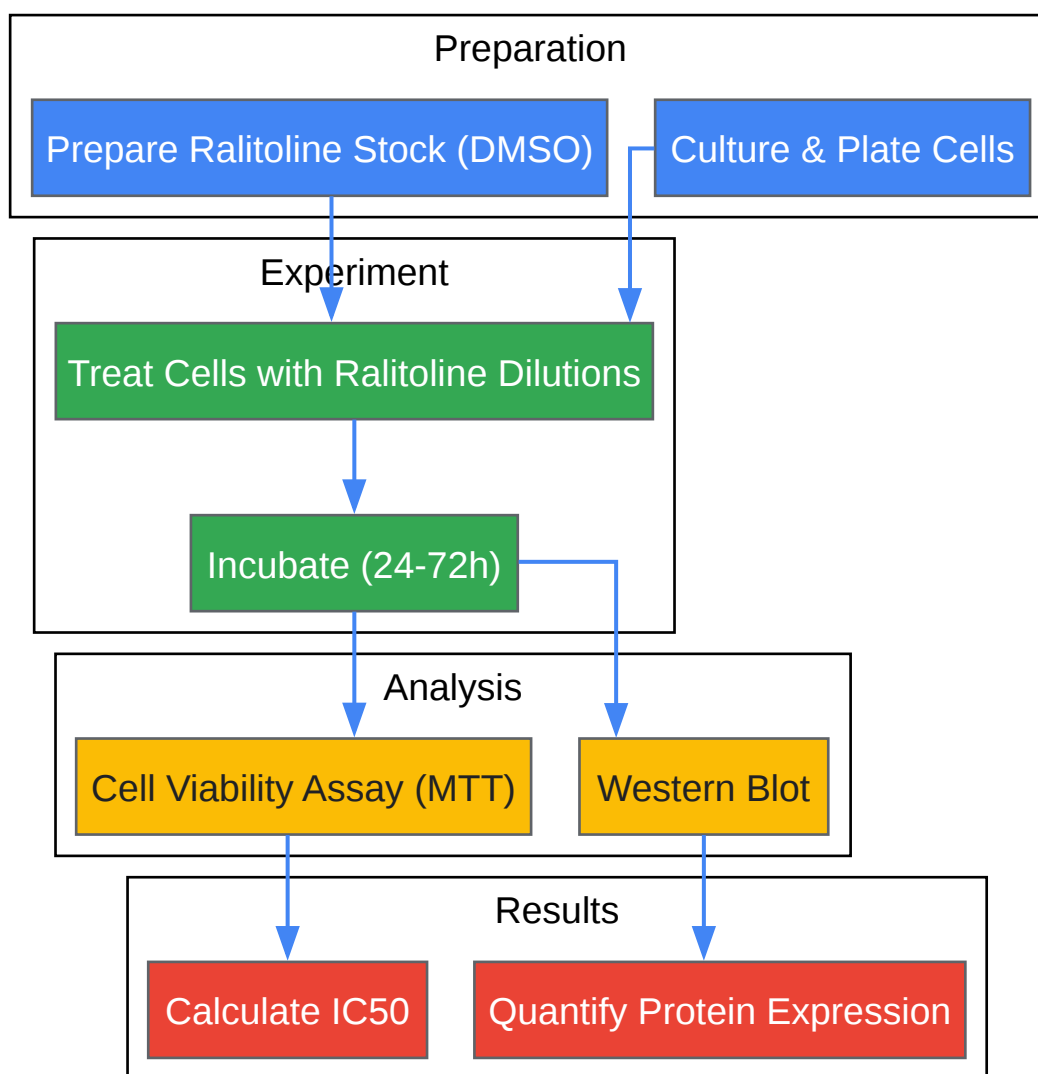 Preparation
Prepare Ralitoline Stock (DMSO)
Culture & Plate Cells
Experiment
Treat Cells with Ralitoline Dilutions
Incubate (24-72h)
Analysis
Cell Viability Assay (MTT)
Western Blot
Results
Calculate IC50
Quantify Protein Expression